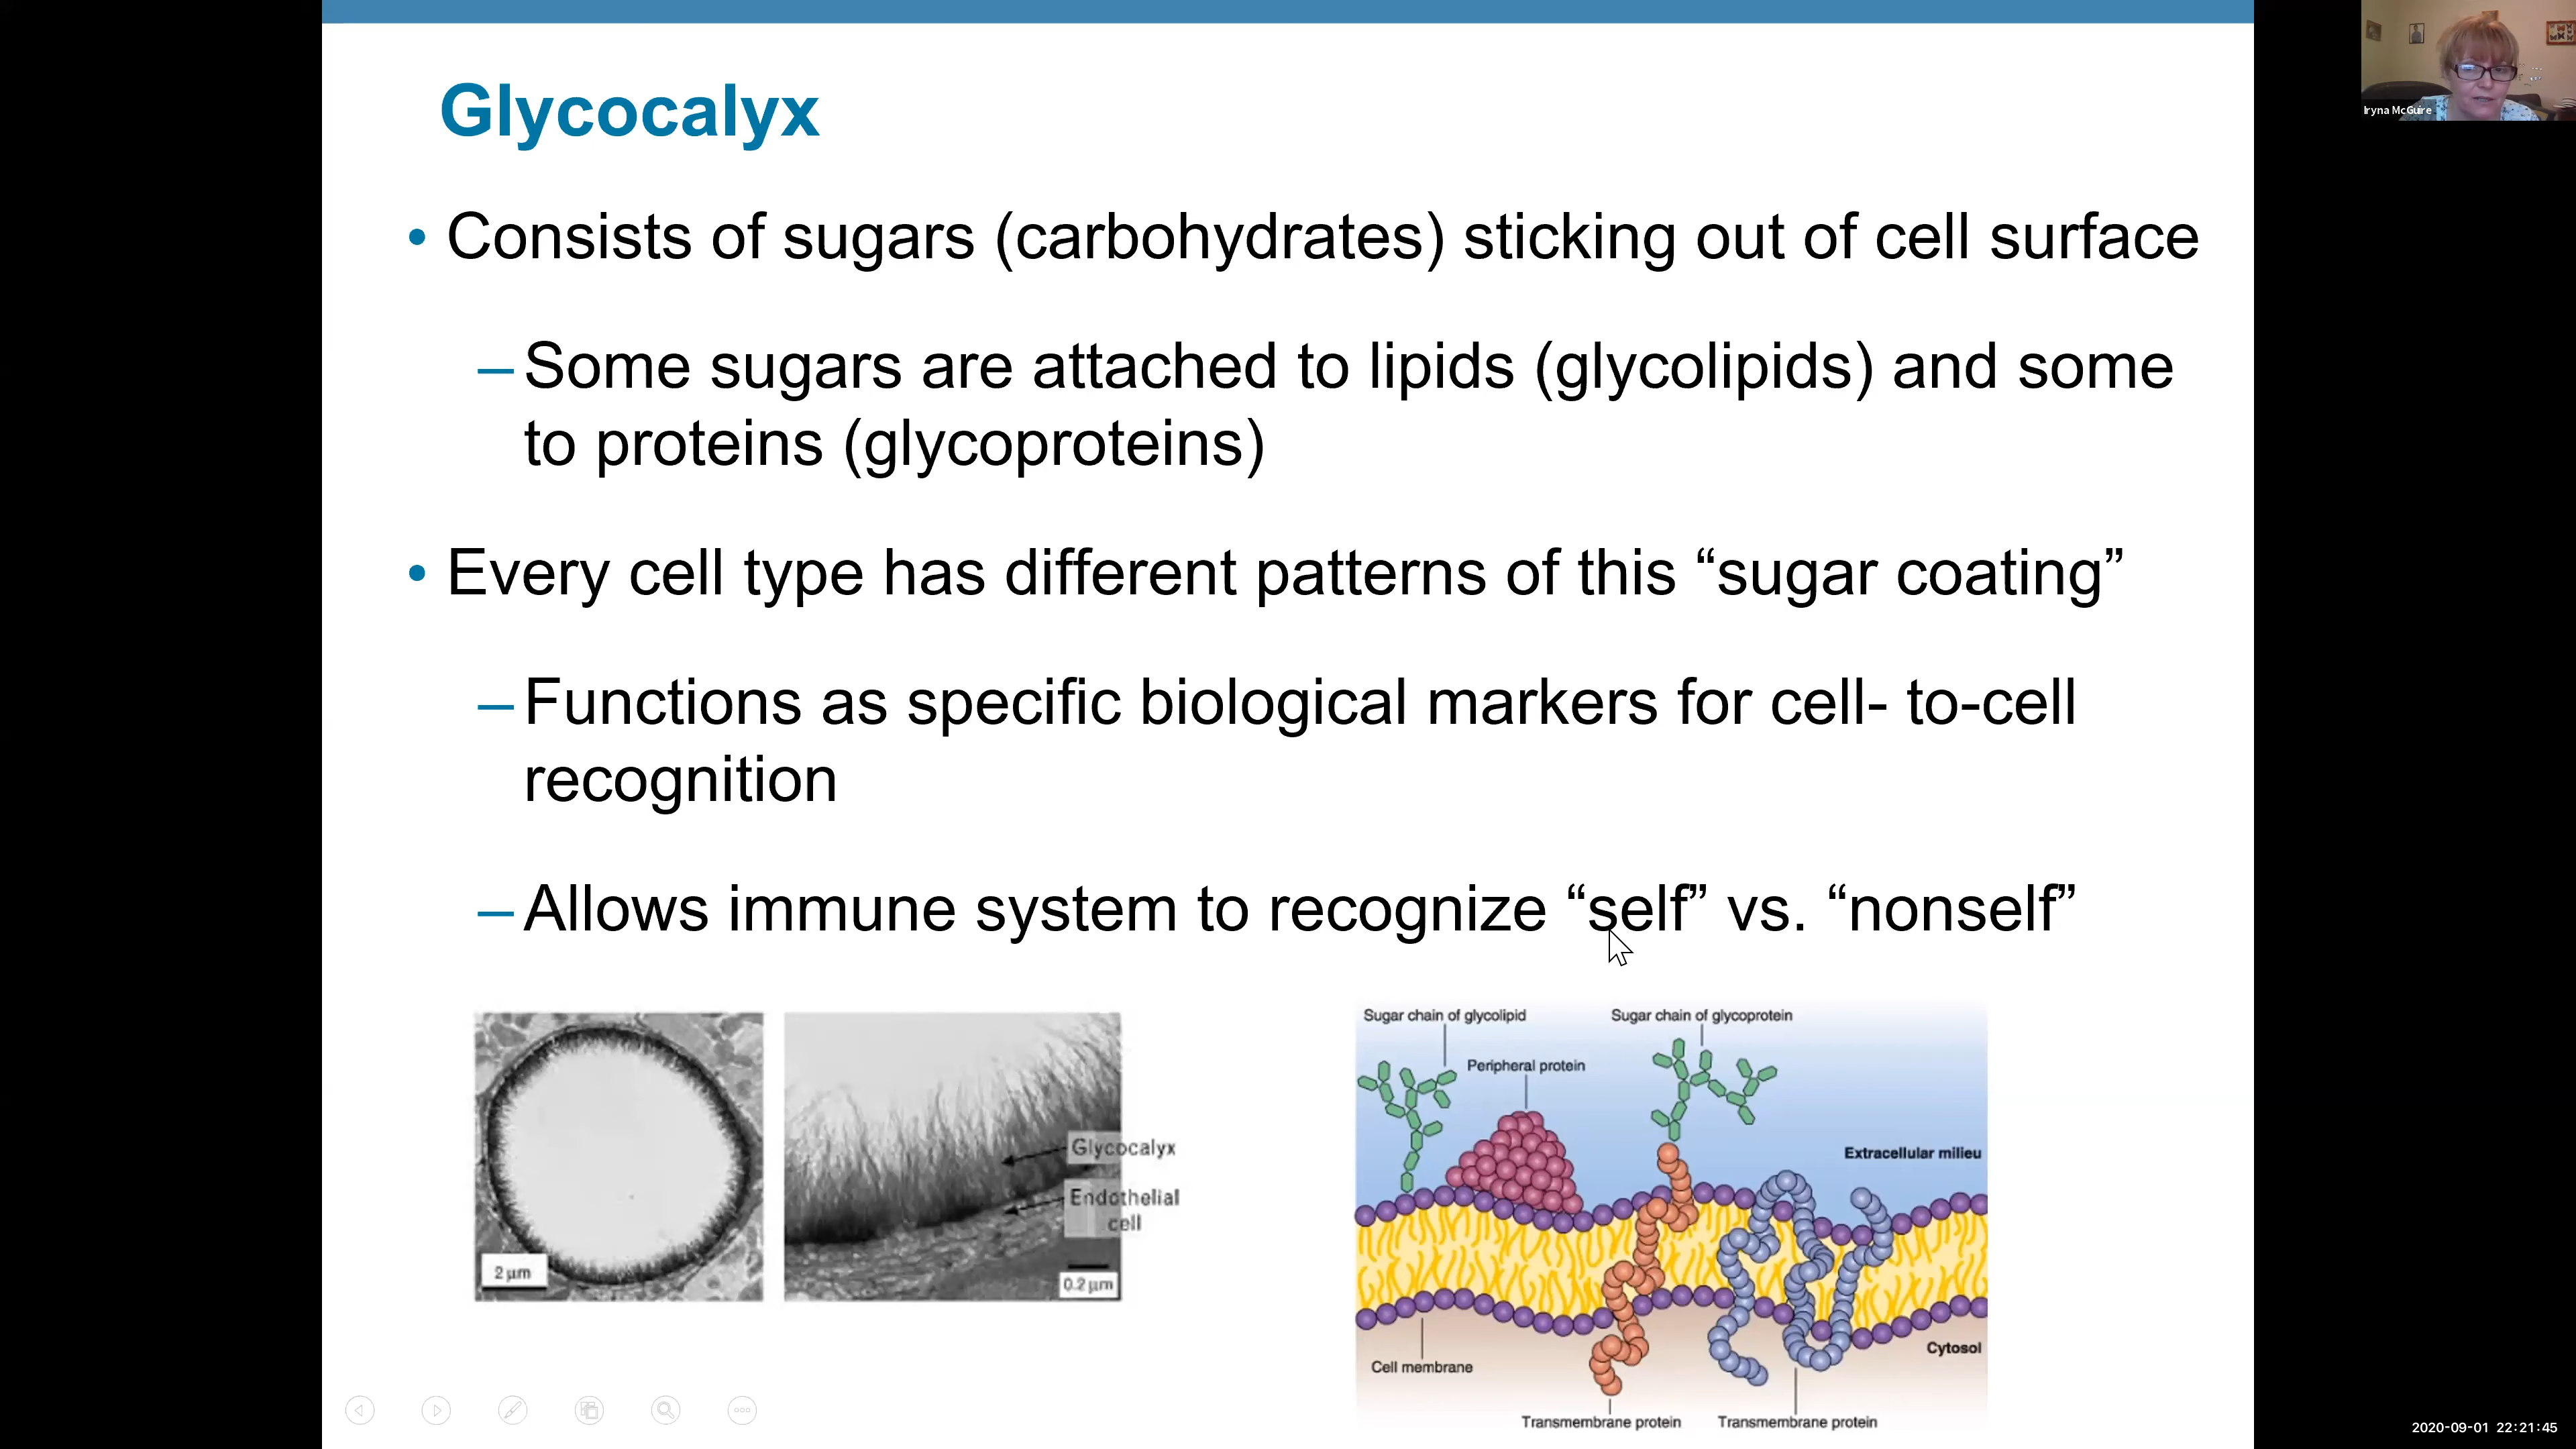 Glycocalyx
Iryna McGuire
• Consists of sugars (carbohydrates) sticking out of cell surface
– Some sugars are attached to lipids (glycolipids) and some
to proteins (glycoproteins)
• Every cell type has different patterns of this “sugar coating”
– Functions as specific biological markers for cell- to-cell
recognition
– Allows immune system to recognize “self” vs. “nonself”
2 µm
Glycocalyx
Endothelial
cell
0.2 µm
Sugar chain of glycolipid
Sugar chain of glycoprotein
Peripheral protein
Extracellular milieu
Cytosol
Cell membrane
Transmembrane protein
Transmembrane protein
2020-09-01 22:21:45